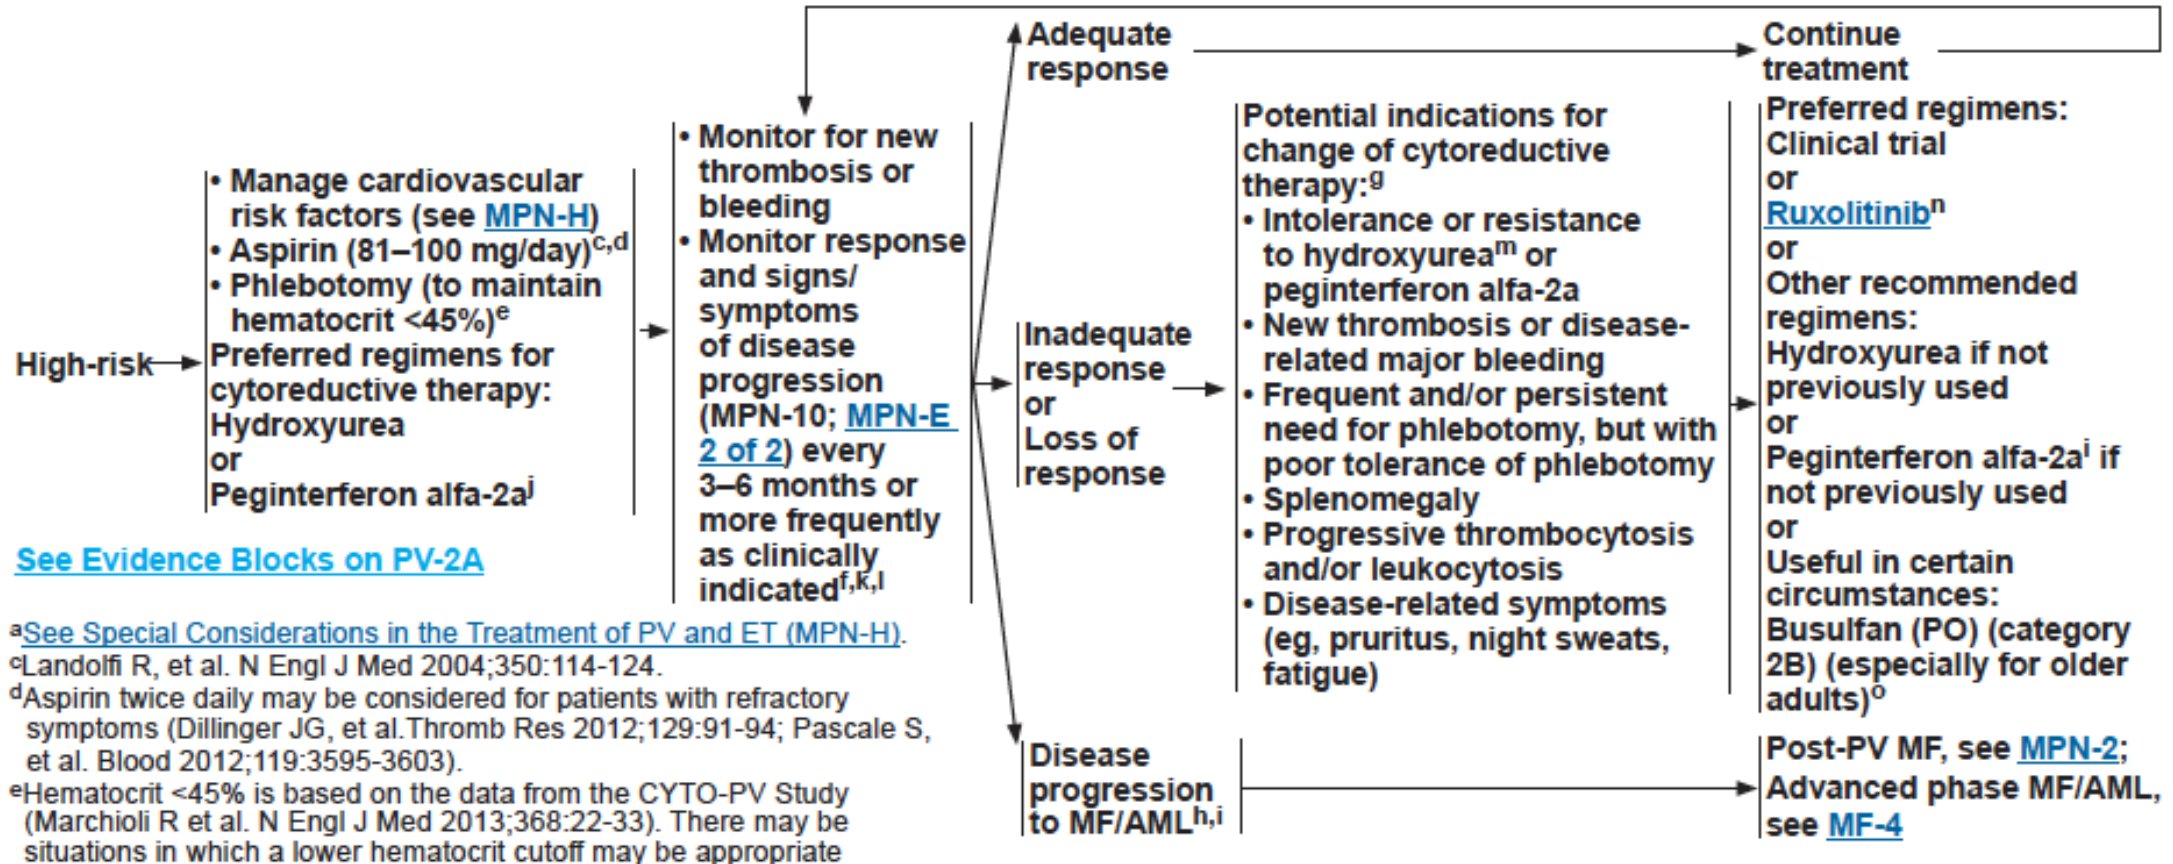 High-risk
• Manage cardiovascular
risk factors (see MPN-H)
• Aspirin (81–100 mg/day)c,d
• Phlebotomy (to maintain
hematocrit <45%)e
Preferred regimens for
cytoreductive therapy:
Hydroxyurea
or
Peginterferon alfa-2aj
• Monitor for new
thrombosis or
bleeding
• Monitor response
and signs/
symptoms
of disease
progression
(MPN-10; MPN-E
2 of 2) every
3–6 months or
more frequently
as clinically
indicatedf,k,l
Adequate
response
Continue
treatment
Inadequate
response
or
Loss of
response
Potential indications for
change of cytoreductive
therapy:g
• Intolerance or resistance
to hydroxyuream or
peginterferon alfa-2a
• New thrombosis or disease-
related major bleeding
• Frequent and/or persistent
need for phlebotomy, but with
poor tolerance of phlebotomy
• Splenomegaly
• Progressive thrombocytosis
and/or leukocytosis
• Disease-related symptoms
(eg, pruritus, night sweats,
fatigue)
Preferred regimens:
Clinical trial
or
Ruxolitinibn
or
Other recommended
regimens:
Hydroxyurea if not
previously used
or
Peginterferon alfa-2ai if
not previously used
or
Useful in certain
circumstances:
Busulfan (PO) (category
2B) (especially for older
adults)o
Disease
progression
to MF/AMLh,i
Post-PV MF, see MPN-2;
Advanced phase MF/AML,
see MF-4
See Evidence Blocks on PV-2A
aSee Special Considerations in the Treatment of PV and ET (MPN-H).
cLandolfi R, et al. N Engl J Med 2004;350:114-124.
dAspirin twice daily may be considered for patients with refractory
symptoms (Dillinger JG, et al.Thromb Res 2012;129:91-94; Pascale S,
et al. Blood 2012;119:3595-3603).
eHematocrit <45% is based on the data from the CYTO-PV Study
(Marchioli R et al. N Engl J Med 2013;368:22-33). There may be
situations in which a lower hematocrit cutoff may be appropriate